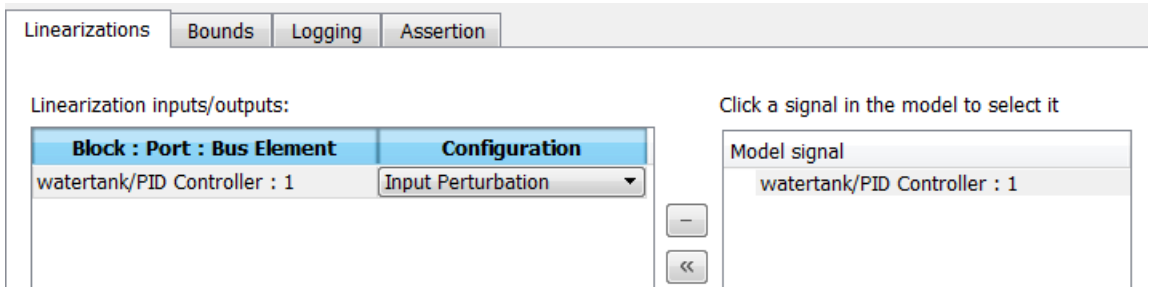 Linearizations Bounds Logging Assertion
Linearization inputs/outputs: Click a signal in the model to select it
Block : Port : Bus Element Configuration Model signal
watertank/PID Controller : 1 Input Perturbation watertank/PID Controller : 1
−
«